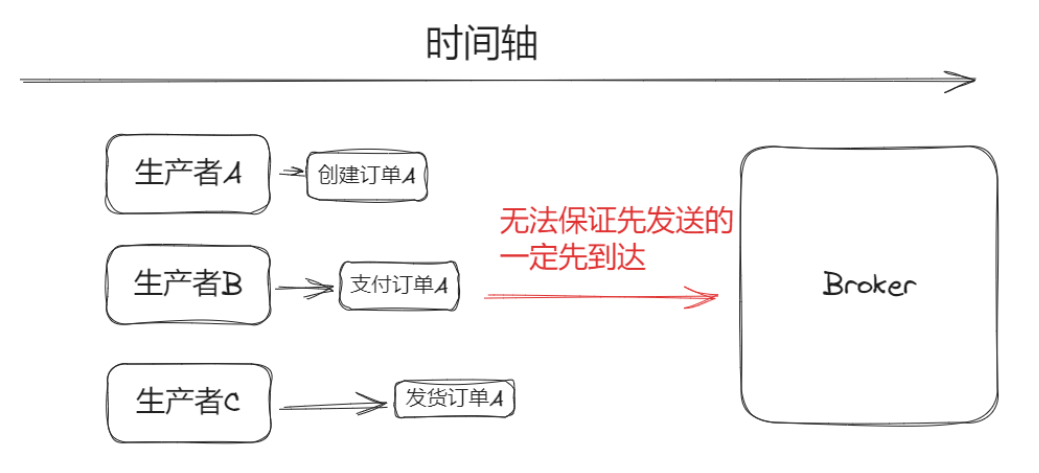 时间轴
生产者A
创建订单A
无法保证先发送的
一定先到达
生产者B
支付订单A
Broker
生产者C
发货订单A